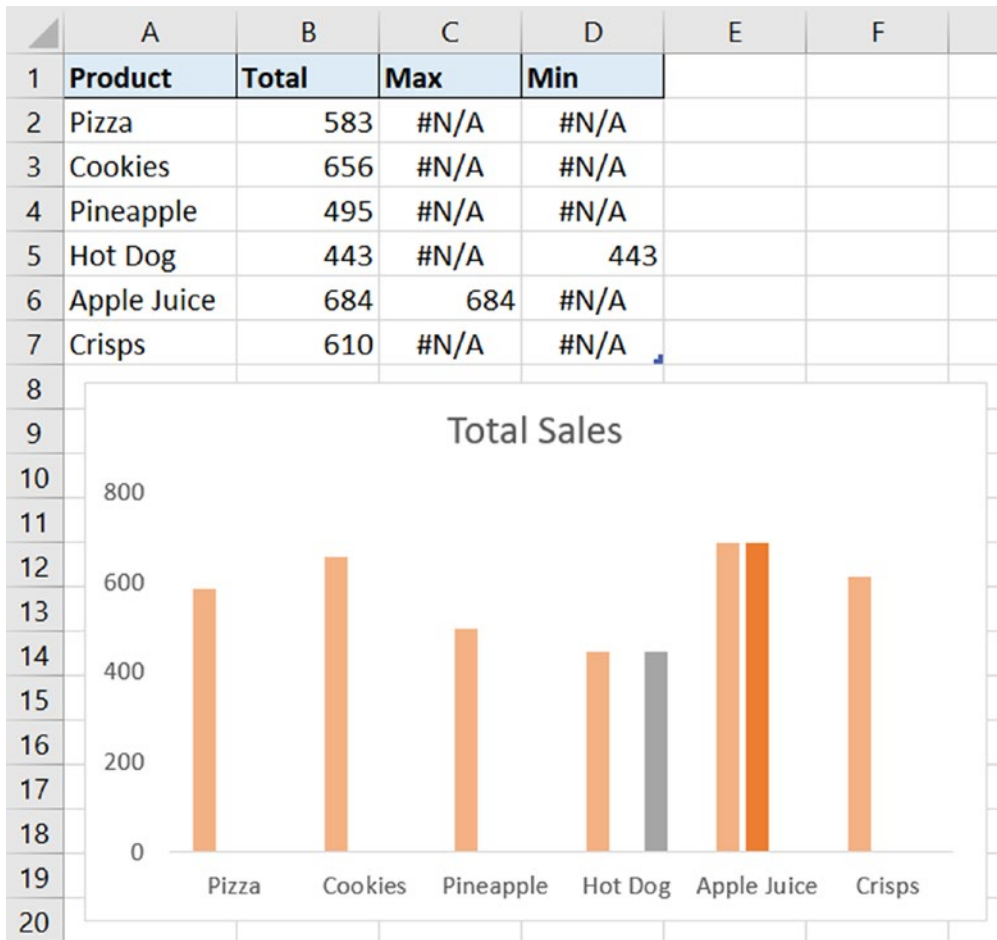 A B C D E F
1 Product Total Max Min
2 Pizza 583 #N/A #N/A
3 Cookies 656 #N/A #N/A
4 Pineapple 495 #N/A #N/A
5 Hot Dog 443 #N/A 443
6 Apple Juice 684 684 #N/A
7 Crisps 610 #N/A #N/A
8
9 Total Sales
10 800
11
12 600
13
14 400
15
16
17 200
18 0
19 Pizza Cookies Pineapple Hot Dog Apple Juice Crisps
20